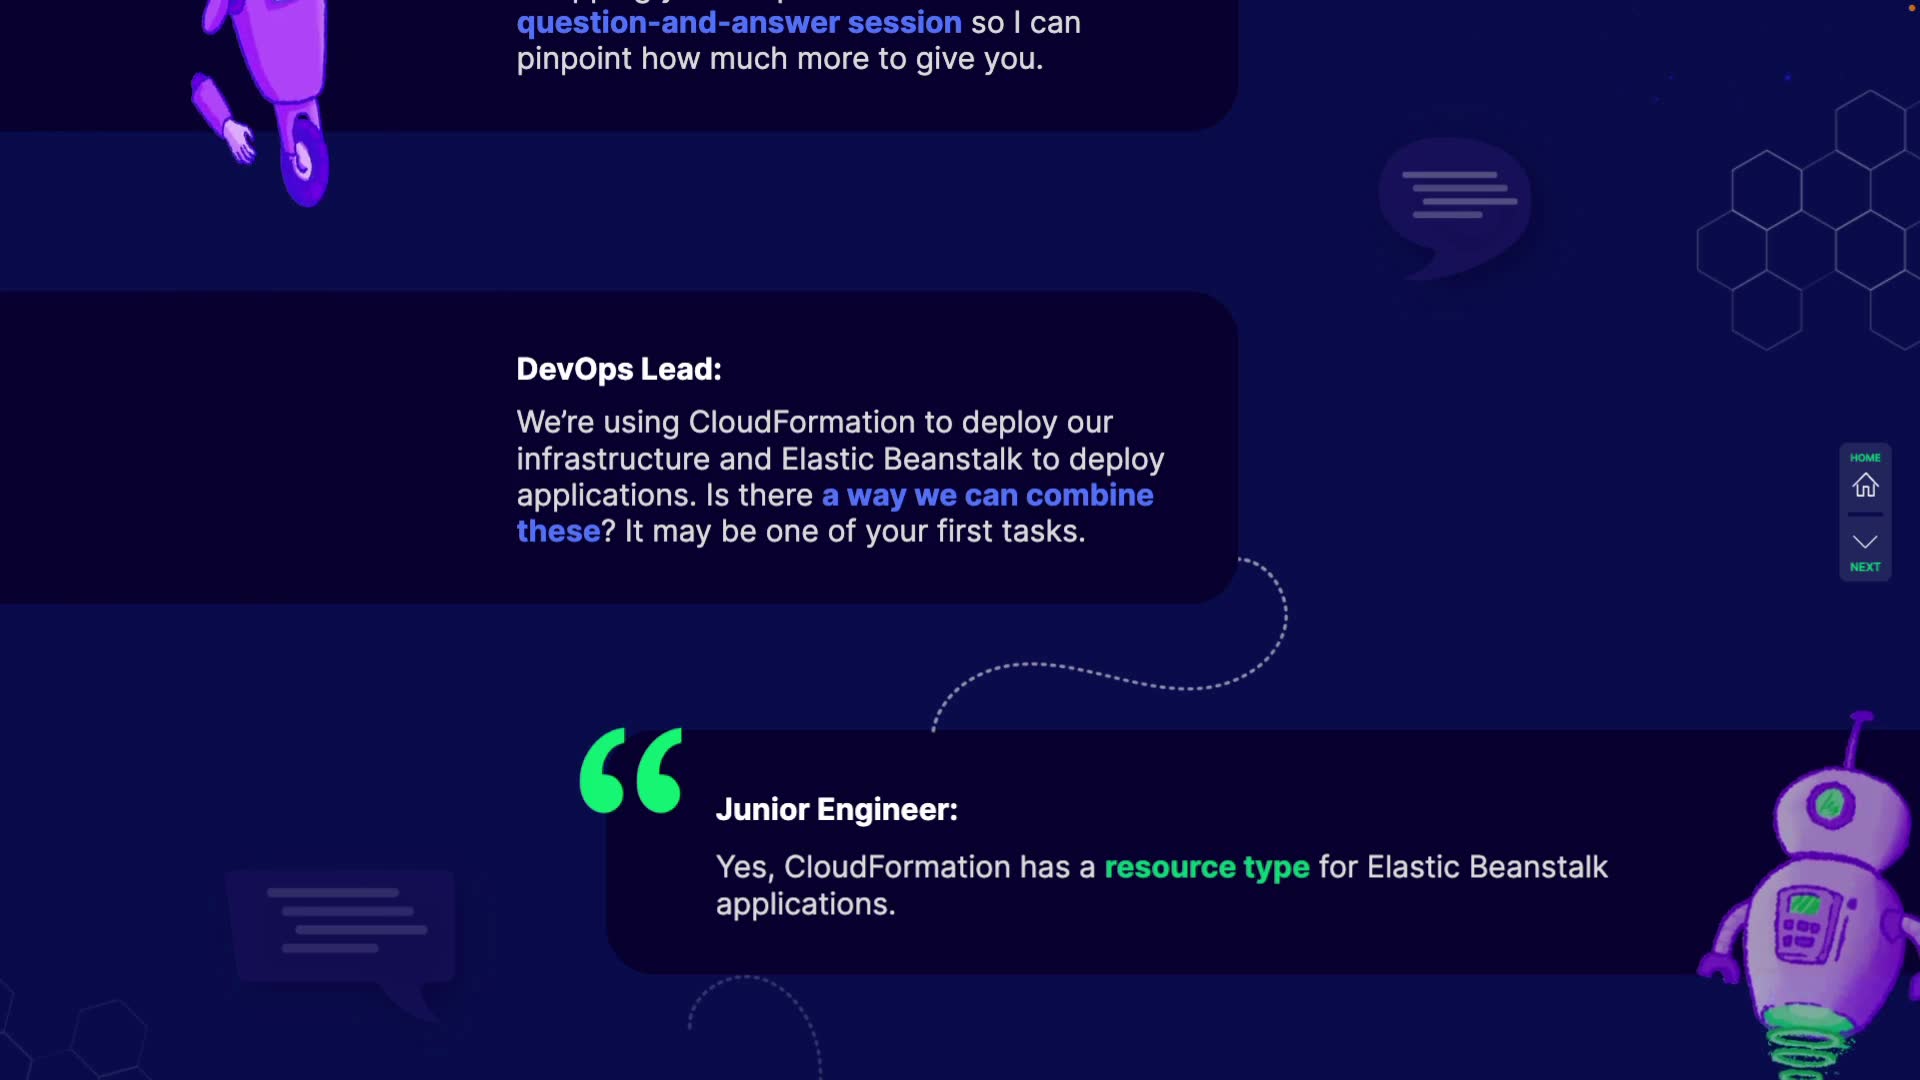 question-and-answer session so I can
pinpoint how much more to give you.
DevOps Lead:
We’re using CloudFormation to deploy our
infrastructure and Elastic Beanstalk to deploy
applications. Is there a way we can combine
these? It may be one of your first tasks.
HOME
NEXT
Junior Engineer:
Yes, CloudFormation has a resource type for Elastic Beanstalk
applications.